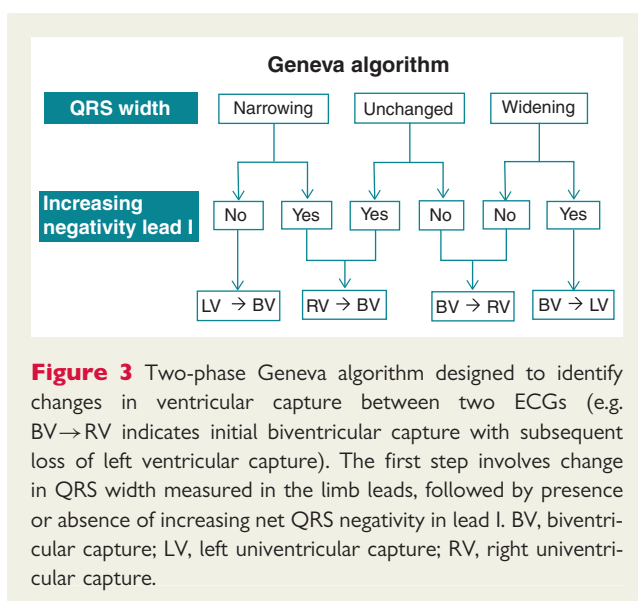 Geneva algorithm
QRS width
Narrowing
Unchanged
Widening
Increasing
negativity lead I
No
Yes
Yes
No
No
Yes
LV → BV
RV → BV
BV → RV
BV → LV
Figure 3 Two-phase Geneva algorithm designed to identify
changes in ventricular capture between two ECGs (e.g.
BV→RV indicates initial biventricular capture with subsequent
loss of left ventricular capture). The first step involves change
in QRS width measured in the limb leads, followed by presence
or absence of increasing net QRS negativity in lead I. BV, biventri-
cular capture; LV, left univentricular capture; RV, right univentri-
cular capture.